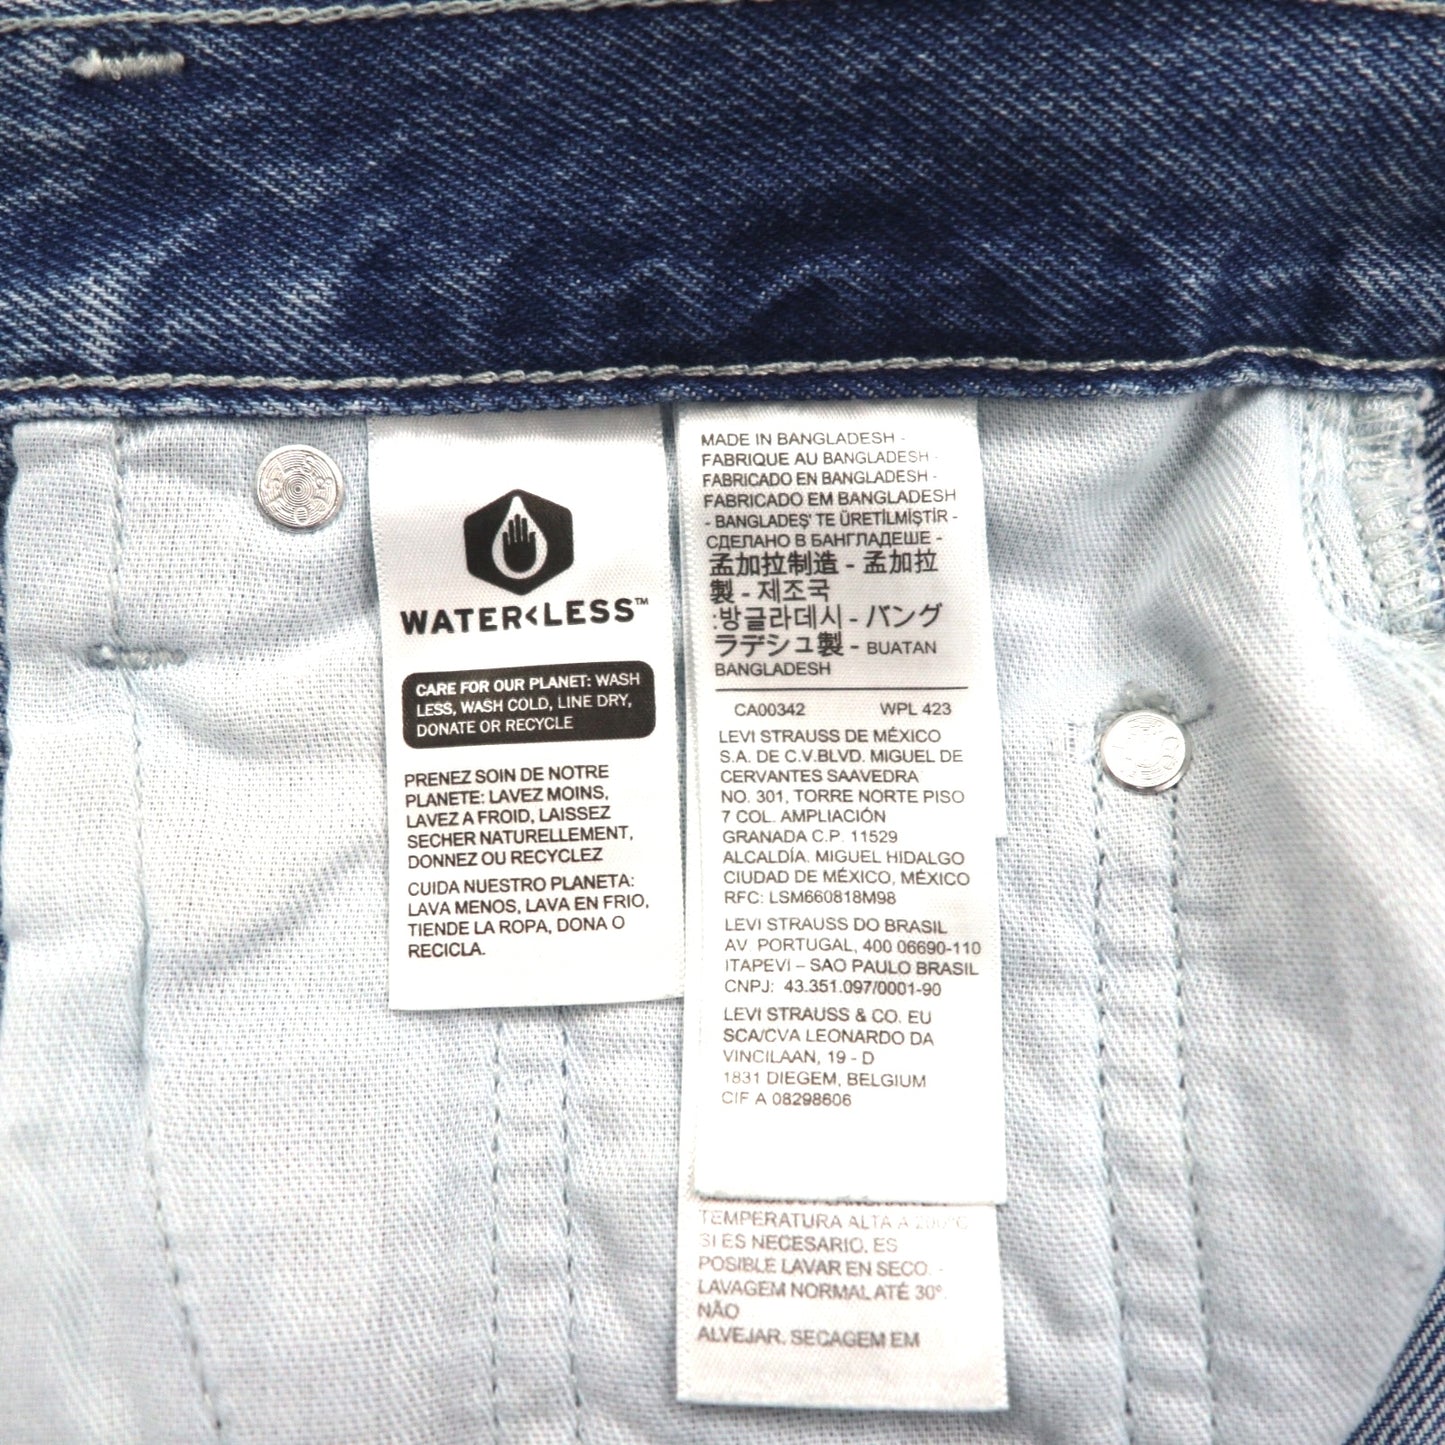 WATER<LESS™
CARE FOR OUR PLANET: WASH
LESS, WASH COLD, LINE DRY,
DONATE OR RECYCLE
PRENEZ SOIN DE NOTRE
PLANETE: LAVEZ MOINS,
LAVEZ A FROID, LAISSEZ
SECHER NATURELLEMENT,
DONNEZ OU RECYCLEZ
CUIDA NUESTRO PLANETA:
LAVA MENOS, LAVA EN FRIO,
TIENDE LA ROPA, DONA O
RECICLA.
MADE IN BANGLADESH -
FABRIQUE AU BANGLADESH -
FABRICADO EN BANGLADESH -
FABRICADO EM BANGLADESH
- BANGLADEŞ' TE ÜRETİLMİŞTİR -
СДЕЛАНО В БАНГЛАДЕШЕ -
孟加拉制造 - 孟加拉
製 - 제조국
:방글라데시 - バング
ラデシュ製 - BUATAN
BANGLADESH
CA00342 WPL 423
LEVI STRAUSS DE MÉXICO
S.A. DE C.V.BLVD. MIGUEL DE
CERVANTES SAAVEDRA
NO. 301, TORRE NORTE PISO
7 COL. AMPLIACIÓN
GRANADA C.P. 11529
ALCALDÍA. MIGUEL HIDALGO
CIUDAD DE MÉXICO, MÉXICO
RFC: LSM660818M98
LEVI STRAUSS DO BRASIL
AV PORTUGAL, 400 06690-110
ITAPEVI – SAO PAULO BRASIL
CNPJ: 43.351.097/0001-90
LEVI STRAUSS & CO. EU
SCA/CVA LEONARDO DA
VINCILAAN, 19 - D
1831 DIEGEM, BELGIUM
CIF A 08298606
TEMPERATURA ALTA A 200°C
SI ES NECESARIO. ES
POSIBLE LAVAR EN SECO. -
LAVAGEM NORMAL ATÉ 30°.
NÃO
ALVEJAR. SECAGEM EM